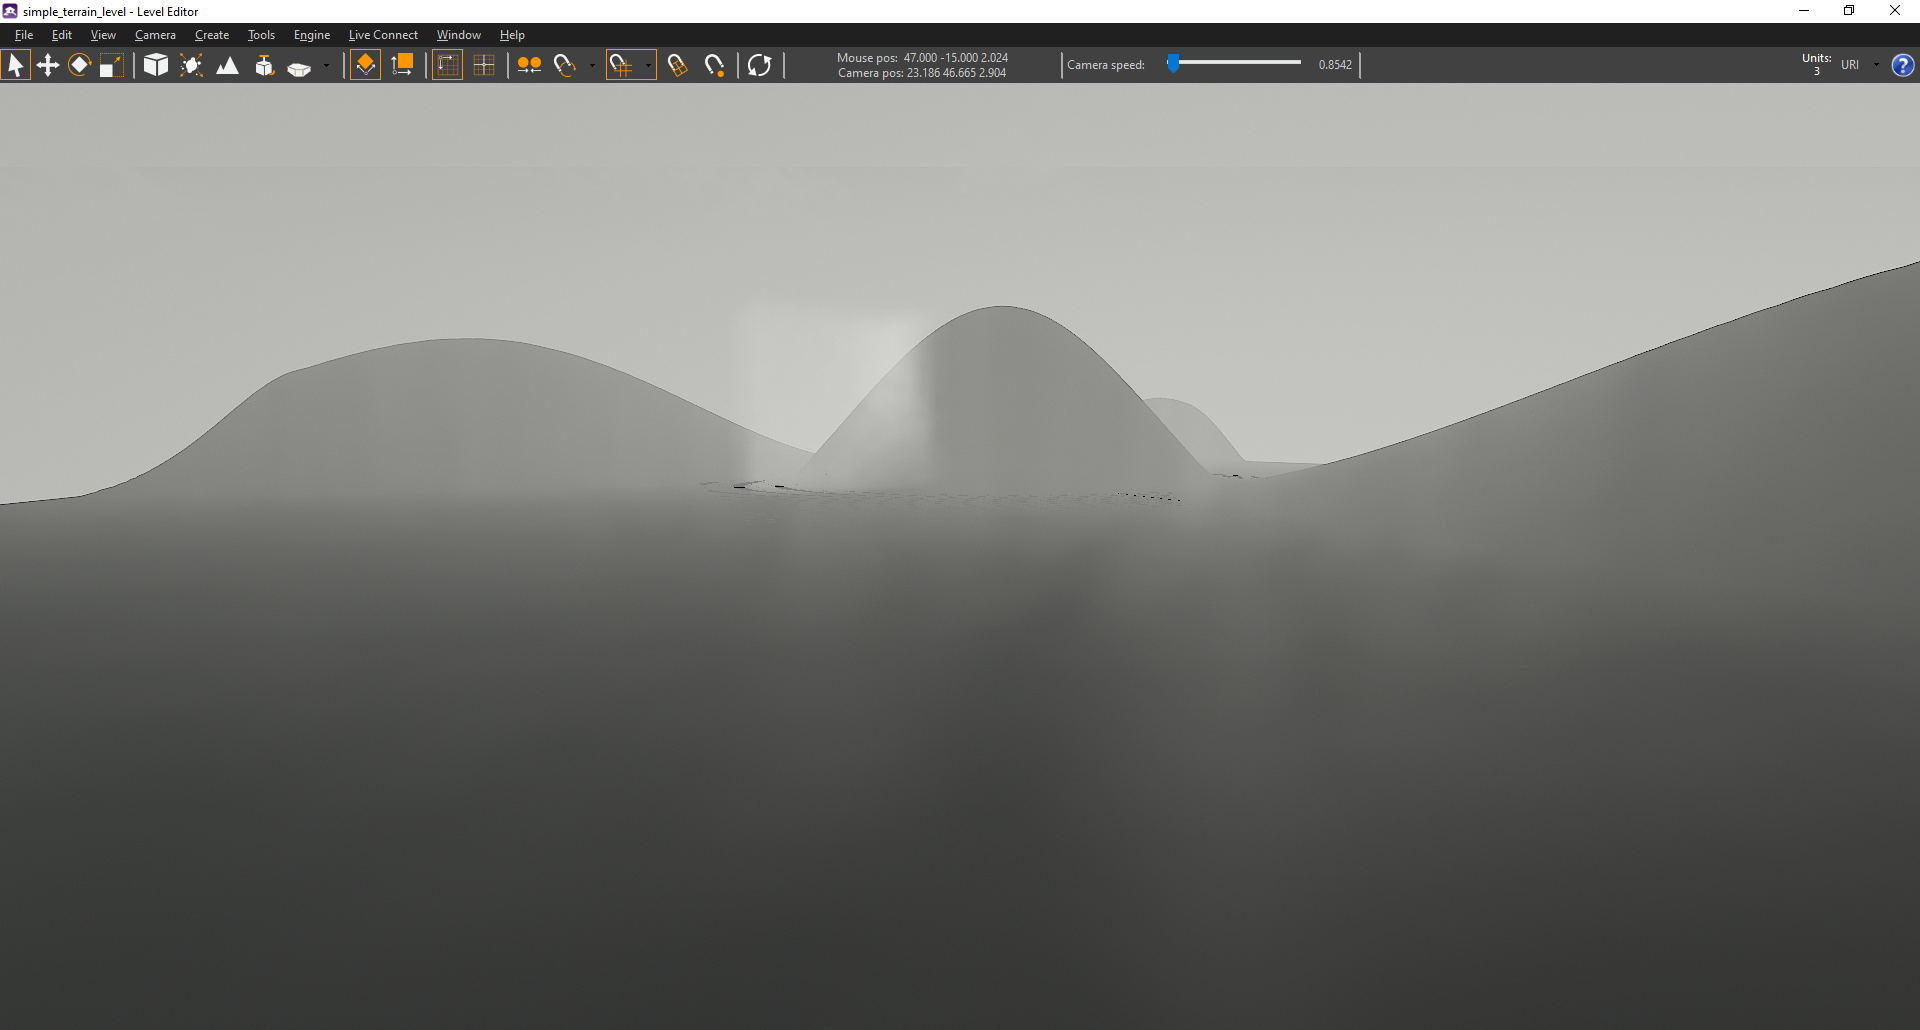 simple_terrain_level - Level Editor
File Edit View Camera Create Tools Engine Live Connect Window Help
Mouse pos: 47.000 -15.000 2.024
Camera pos: 23.186 46.665 2.904
Camera speed: 0.8542
Units:
3
URI
?